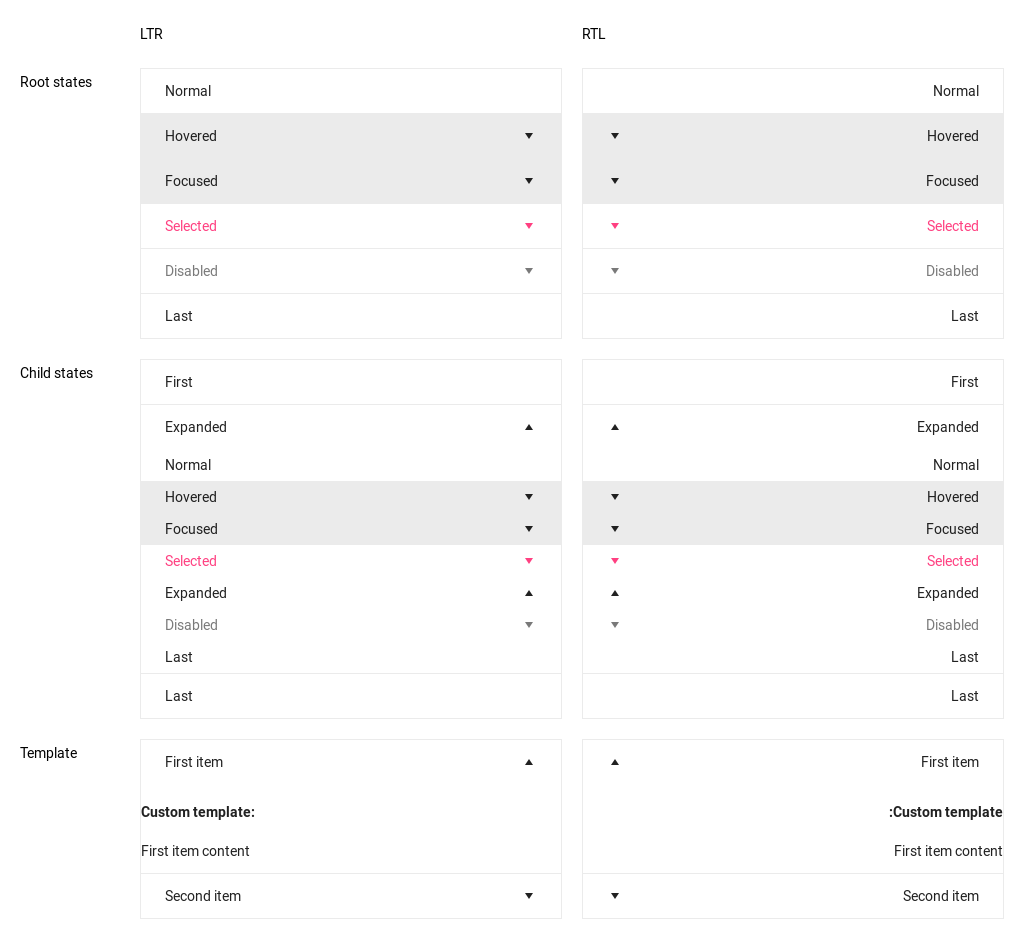 LTR RTL
Root states
Normal Normal
Hovered Hovered
Focused Focused
Selected Selected
Disabled Disabled
Last Last
Child states
First First
Expanded Expanded
Normal Normal
Hovered Hovered
Focused Focused
Selected Selected
Expanded Expanded
Disabled Disabled
Last Last
Last Last
Template
First item First item
Custom template: :Custom template
First item content First item content
Second item Second item